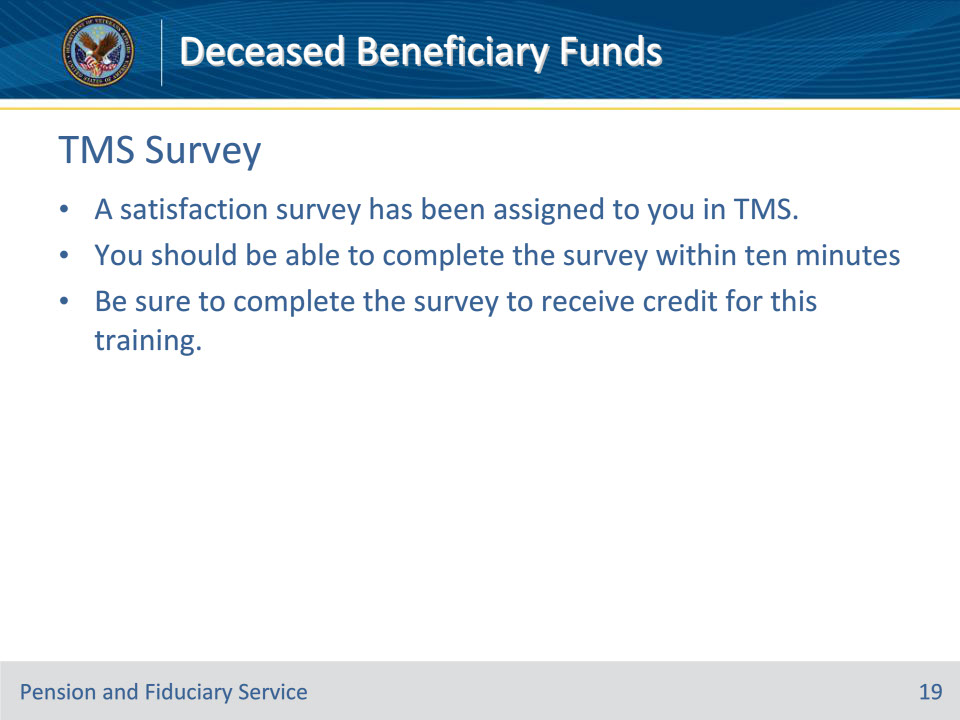 Deceased Beneficiary Funds
TMS Survey
• A satisfaction survey has been assigned to you in TMS.
• You should be able to complete the survey within ten minutes
• Be sure to complete the survey to receive credit for this
training.
Pension and Fiduciary Service
19